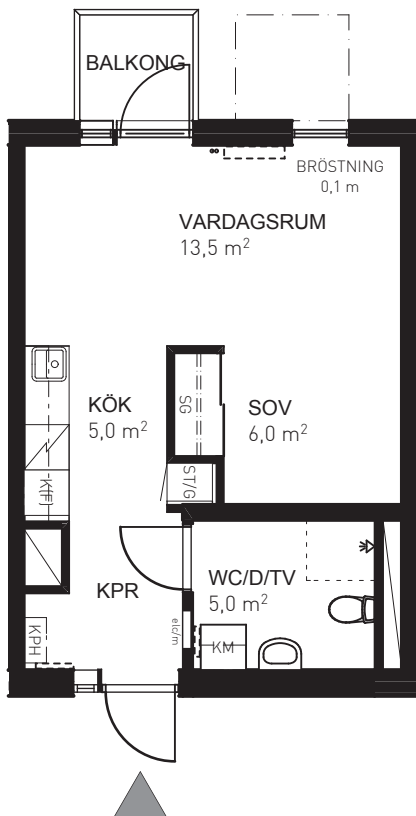 BALKONG
BRÖSTNING
0,1 m
VARDAGSRUM
13,5 m²
KÖK
5,0 m²
SG
SOV
6,0 m²
K(F)
ST/G
WC/D/TV
5,0 m²
KPR
elc/m
KPH
KM